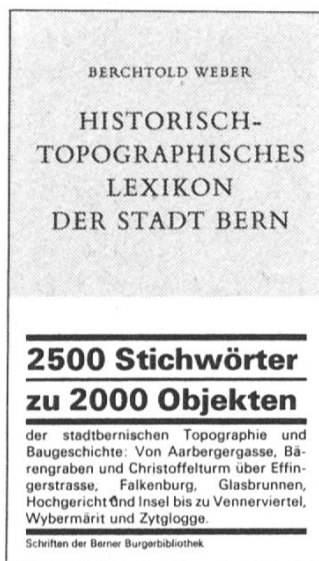 BERCHTOLD WEBER
HISTORISCH-
TOPOGRAPHISCHES
LEXIKON
DER STADT BERN
2500 Stichwörter
zu 2000 Objekten
der stadtbernischen Topographie und
Baugeschichte: Von Aarbergergasse, Bä-
rengraben und Christoffelturm über Effin-
gerstrasse, Falkenburg, Glasbrunnen,
Hochgericht und Insel bis zu Vennerviertel,
Wybermärit und Zytglogge.
Schriften der Berner Burgerbibliothek